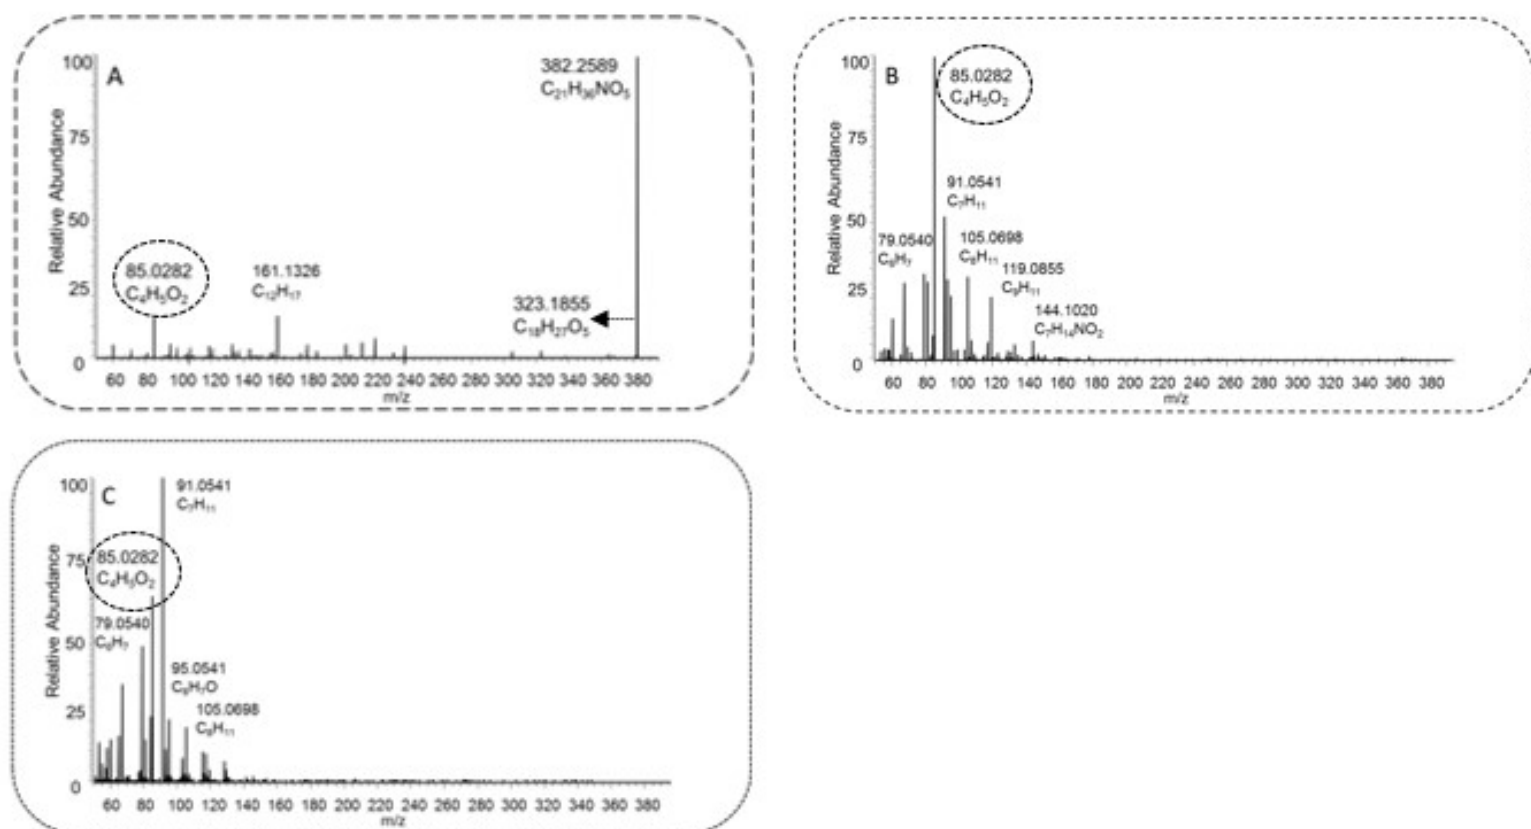 A
Relative Abundance
100
75
50
25
0
382.2589
C₂₁H₃₆NO₅
85.0282
C₄H₅O₂
161.1326
C₁₂H₁₇
323.1855
C₁₈H₂₇O₅
60 80 100 120 140 160 180 200 220 240 260 280 300 320 340 360 380
m/z
B
Relative Abundance
100
75
50
25
0
85.0282
C₄H₅O₂
91.0541
C₇H₁₁
79.0540
C₆H₇
105.0698
C₈H₁₁
119.0855
C₉H₁₁
144.1020
C₇H₁₄NO₂
60 80 100 120 140 160 180 200 220 240 260 280 300 320 340 360 380
m/z
C
Relative Abundance
100
75
50
25
0
91.0541
C₇H₁₁
85.0282
C₄H₅O₂
79.0540
C₆H₇
95.0541
C₆H₇O
105.0698
C₈H₁₁
60 80 100 120 140 160 180 200 220 240 260 280 300 320 340 360 380
m/z